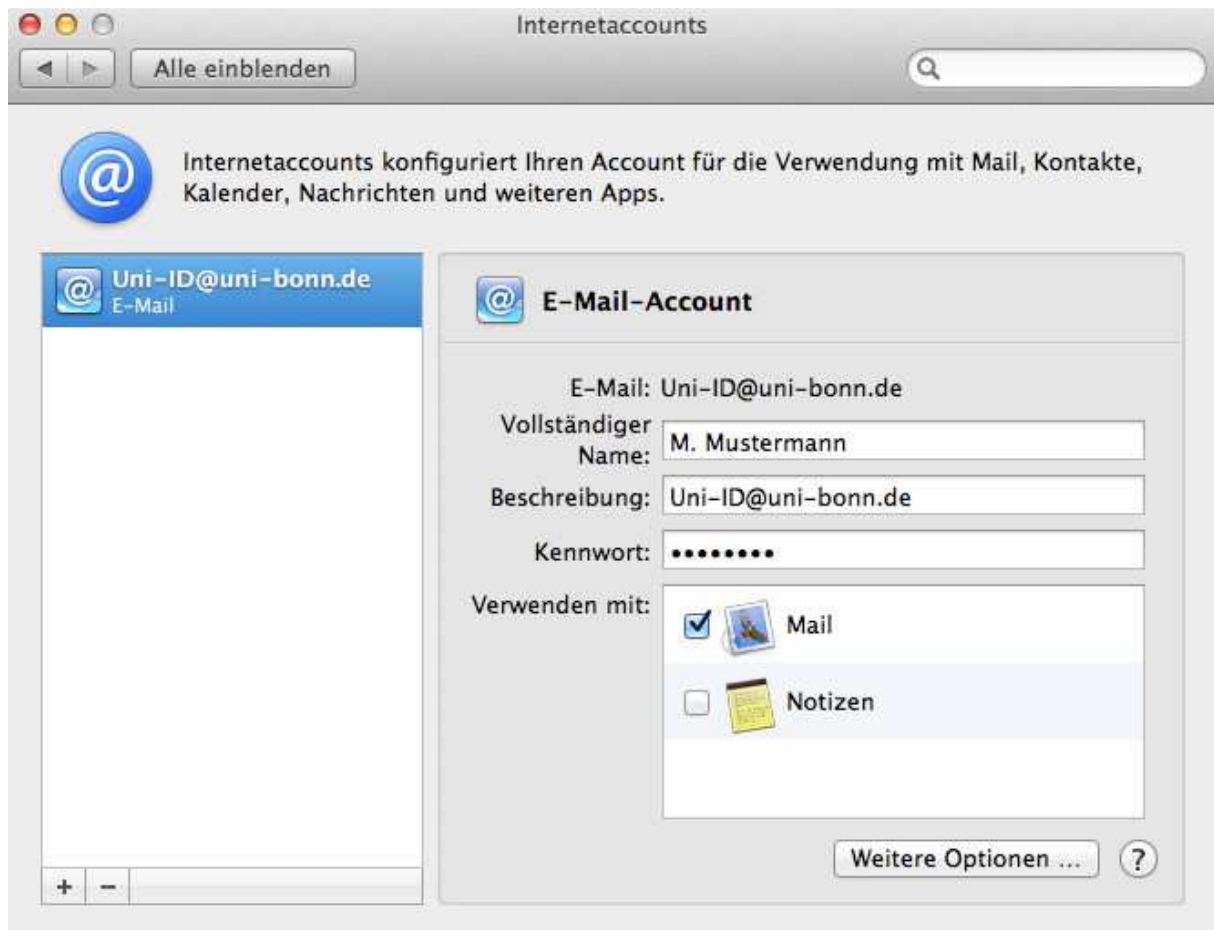 Internetaccounts
Alle einblenden
Internetaccounts konfiguriert Ihren Account für die Verwendung mit Mail, Kontakte,
Kalender, Nachrichten und weiteren Apps.
Uni-ID@uni-bonn.de
E-Mail
E-Mail-Account
E-Mail: Uni-ID@uni-bonn.de
Vollständiger
Name: M. Mustermann
Beschreibung: Uni-ID@uni-bonn.de
Kennwort: ••••••••
Verwenden mit:
Mail
Notizen
Weitere Optionen ... ?
+ −